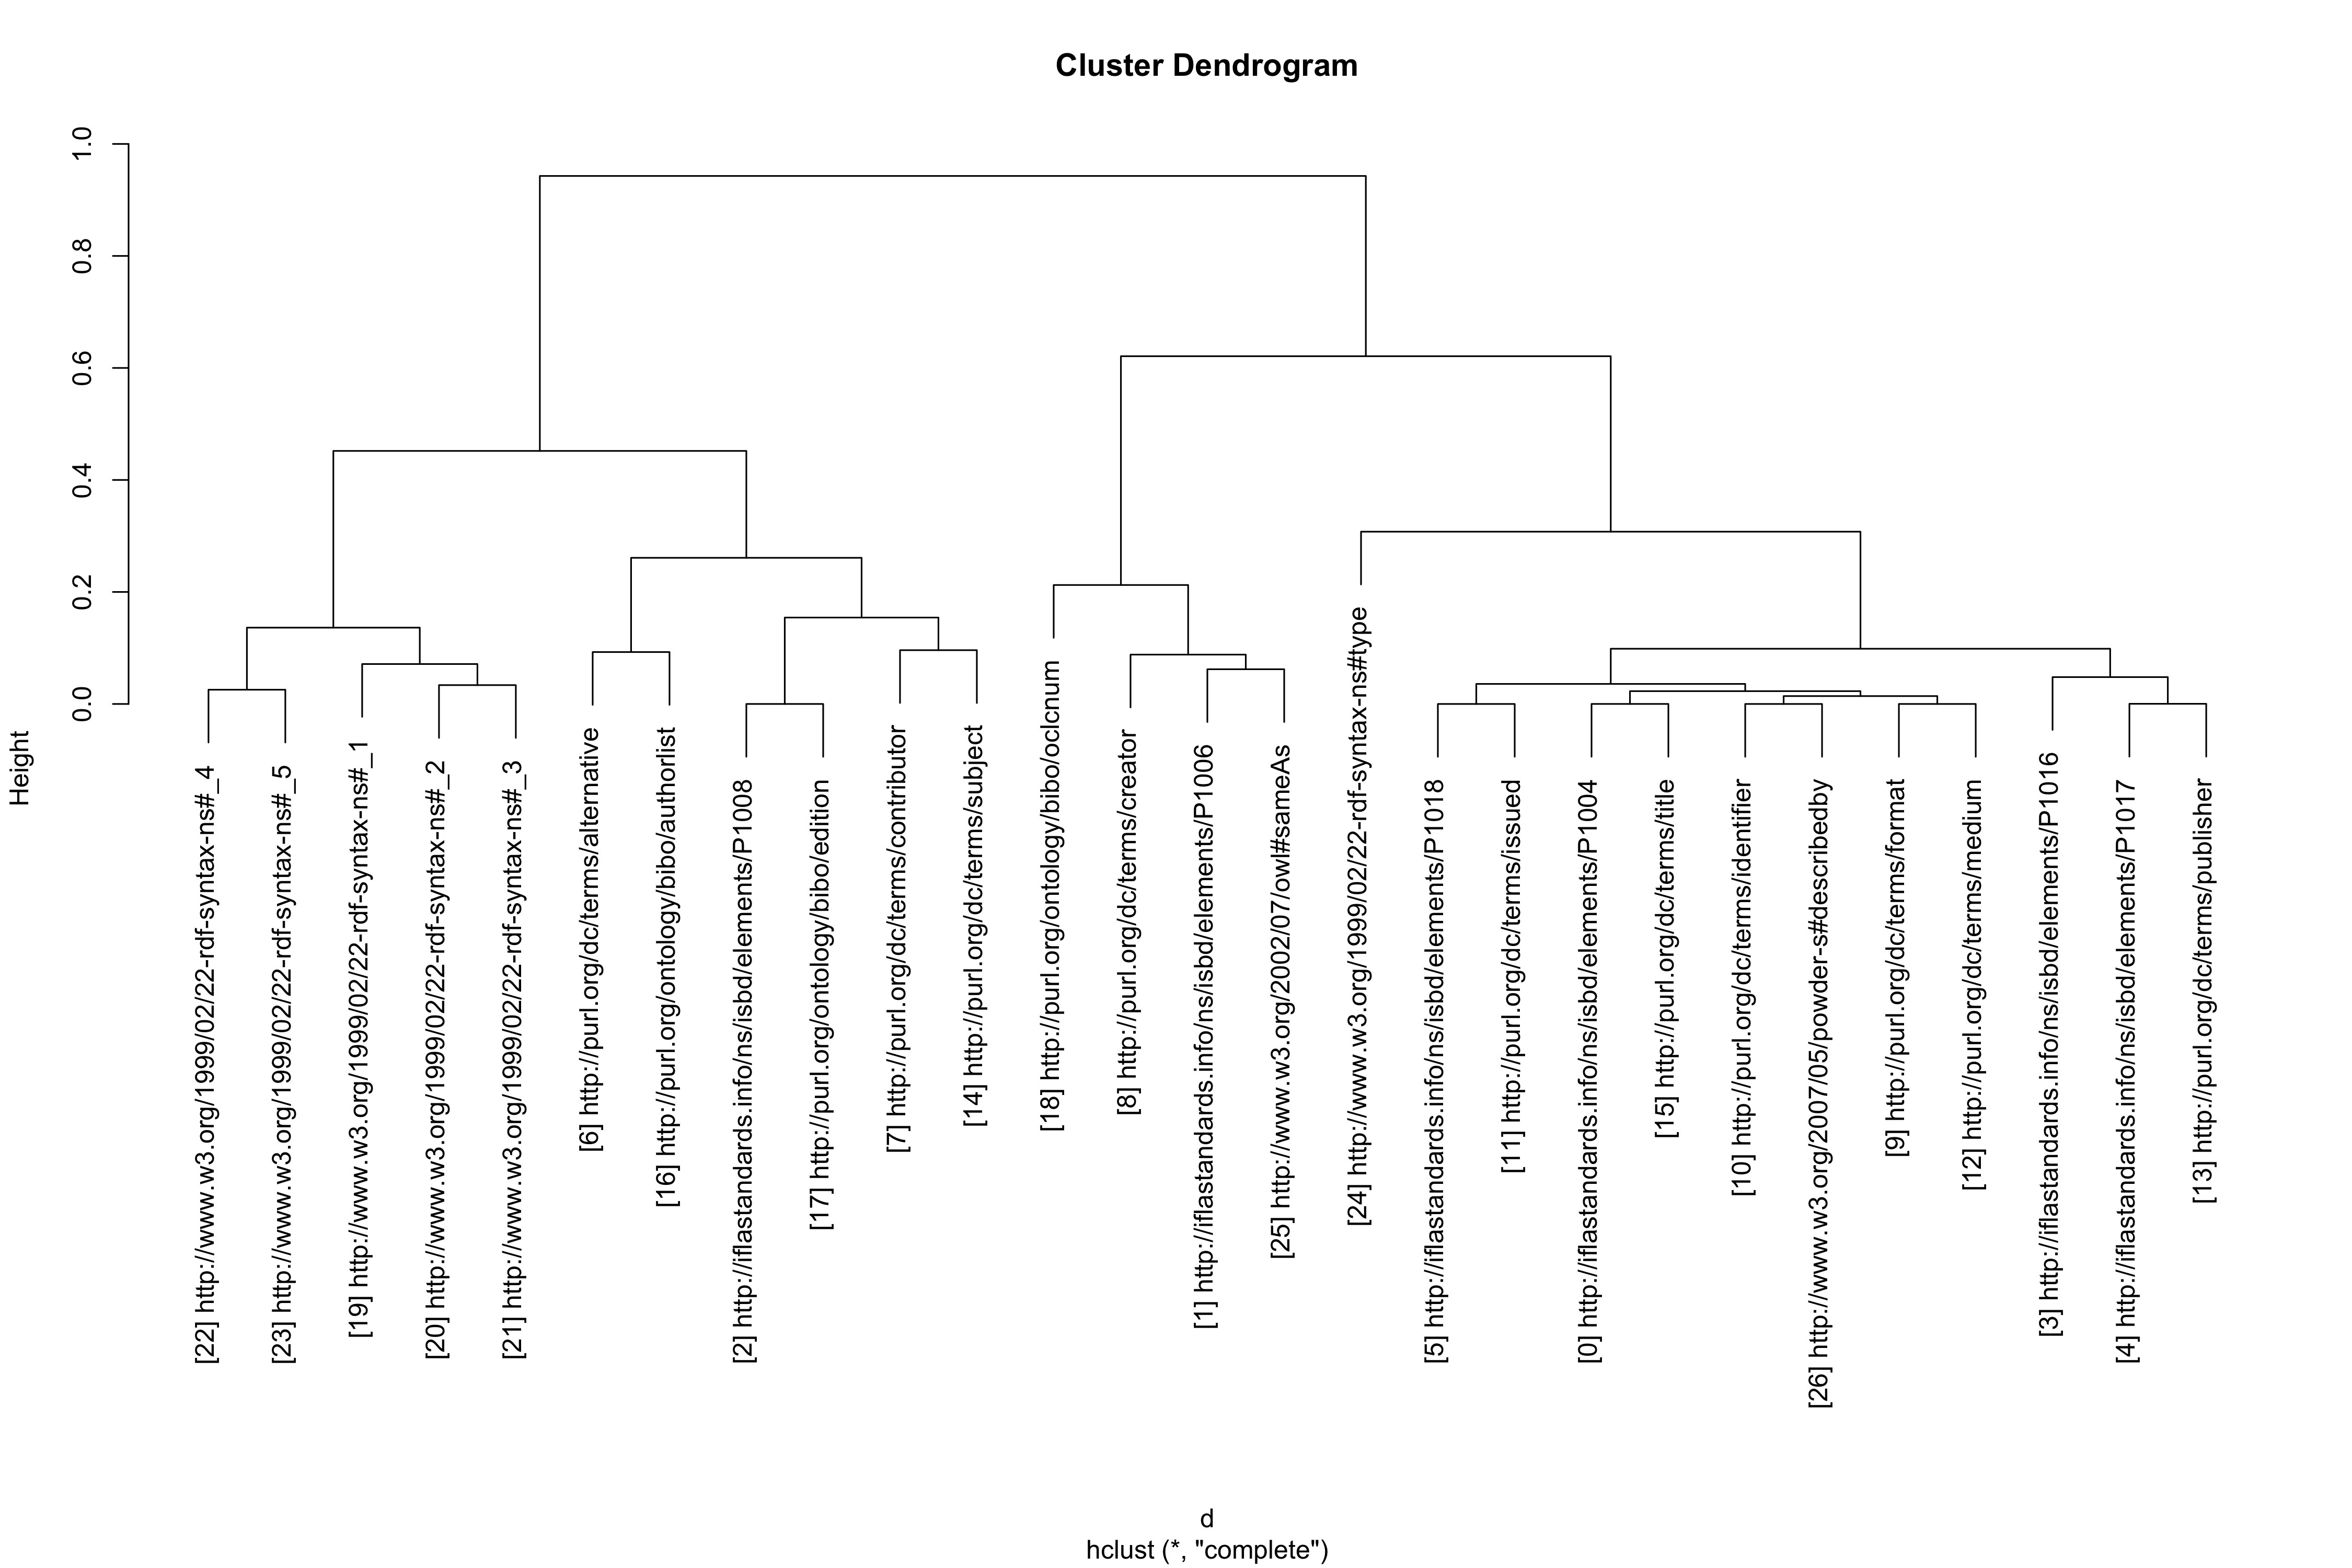 Cluster Dendrogram
1.0
0.8
0.6
0.4
0.2
0.0
Height
[22] http://www.w3.org/1999/02/22-rdf-syntax-ns#_4
[23] http://www.w3.org/1999/02/22-rdf-syntax-ns#_5
[19] http://www.w3.org/1999/02/22-rdf-syntax-ns#_1
[20] http://www.w3.org/1999/02/22-rdf-syntax-ns#_2
[21] http://www.w3.org/1999/02/22-rdf-syntax-ns#_3
[6] http://purl.org/dc/terms/alternative
[16] http://purl.org/ontology/bibo/authorlist
[2] http://iflastandards.info/ns/isbd/elements/P1008
[17] http://purl.org/ontology/bibo/edition
[7] http://purl.org/dc/terms/contributor
[14] http://purl.org/dc/terms/subject
[18] http://purl.org/ontology/bibo/oclcnum
[8] http://purl.org/dc/terms/creator
[1] http://iflastandards.info/ns/isbd/elements/P1006
[25] http://www.w3.org/2002/07/owl#sameAs
[24] http://www.w3.org/1999/02/22-rdf-syntax-ns#type
[5] http://iflastandards.info/ns/isbd/elements/P1018
[11] http://purl.org/dc/terms/issued
[0] http://iflastandards.info/ns/isbd/elements/P1004
[15] http://purl.org/dc/terms/title
[10] http://purl.org/dc/terms/identifier
[26] http://www.w3.org/2007/05/powder-s#describedby
[9] http://purl.org/dc/terms/format
[12] http://purl.org/dc/terms/medium
[3] http://iflastandards.info/ns/isbd/elements/P1016
[4] http://iflastandards.info/ns/isbd/elements/P1017
[13] http://purl.org/dc/terms/publisher
d
hclust (*, "complete")